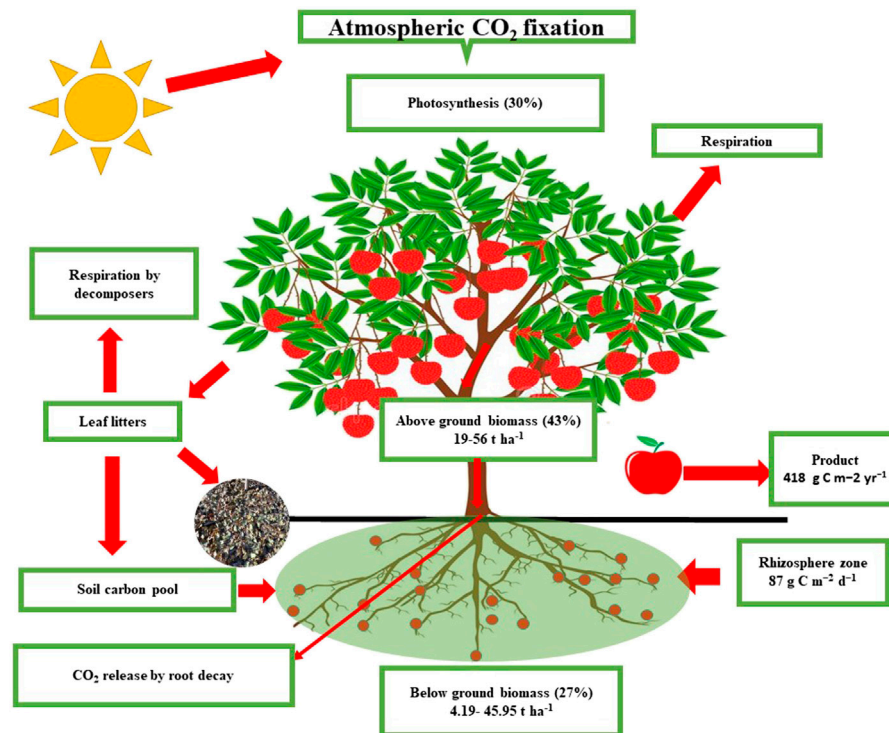 Atmospheric CO₂ fixation
Photosynthesis (30%)
Respiration
Respiration by
decomposers
Leaf litters
Above ground biomass (43%)
19-56 t ha⁻¹
Product
418 g C m−2 yr⁻¹
Rhizosphere zone
87 g C m⁻² d⁻¹
Soil carbon pool
CO₂ release by root decay
Below ground biomass (27%)
4.19- 45.95 t ha⁻¹